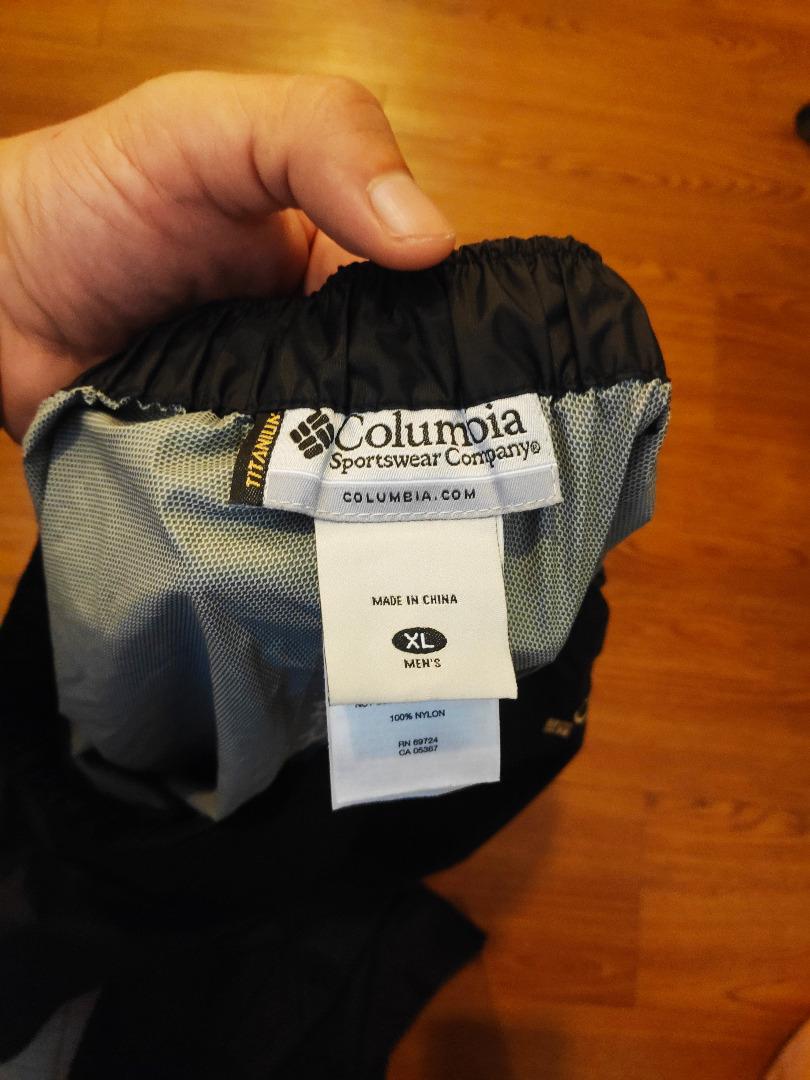 TITANIUM
Columbia
Sportswear Company®
COLUMBIA.COM
MADE IN CHINA
XL
MEN'S
100% NYLON
RN 69724
CA 05367